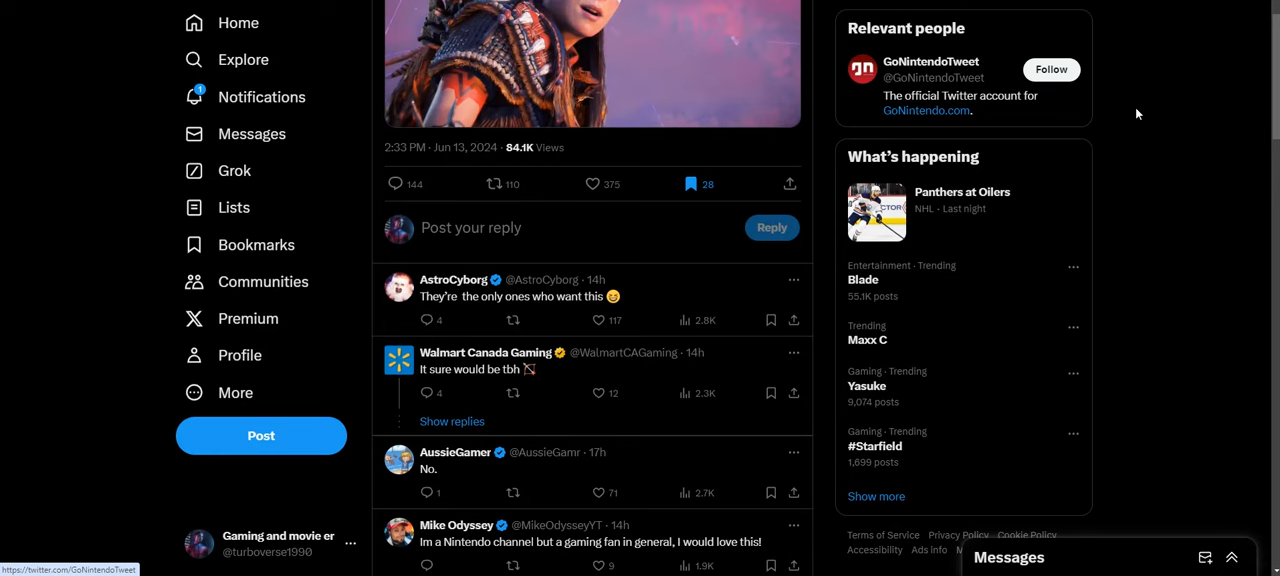 Home
Explore
1
Notifications
Messages
Grok
Lists
Bookmarks
Communities
Premium
Profile
More
Post
Gaming and movie er
@turboverse1990
https://twitter.com/GoNintendoTweet
2:33 PM · Jun 13, 2024 · 84.1K Views
144 110 375 28
Post your reply
Reply
AstroCyborg @AstroCyborg · 14h
They're the only ones who want this 😆
4 117 2.8K
Walmart Canada Gaming @WalmartCAGaming · 14h
It sure would be tbh 🏹
4 12 2.3K
Show replies
AussieGamer @AussieGamr · 17h
No.
1 71 2.7K
Mike Odyssey @MikeOdysseyYT · 14h
Im a Nintendo channel but a gaming fan in general, I would love this!
9 1.9K
Relevant people
gn
GoNintendoTweet
@GoNintendoTweet
Follow
The official Twitter account for
GoNintendo.com.
What's happening
Panthers at Oilers
NHL · Last night
Entertainment · Trending
Blade
55.1K posts
Trending
Maxx C
Gaming · Trending
Yasuke
9,074 posts
Gaming · Trending
#Starfield
1,699 posts
Show more
Terms of Service Privacy Policy Cookie Policy
Accessibility Ads info
Messages